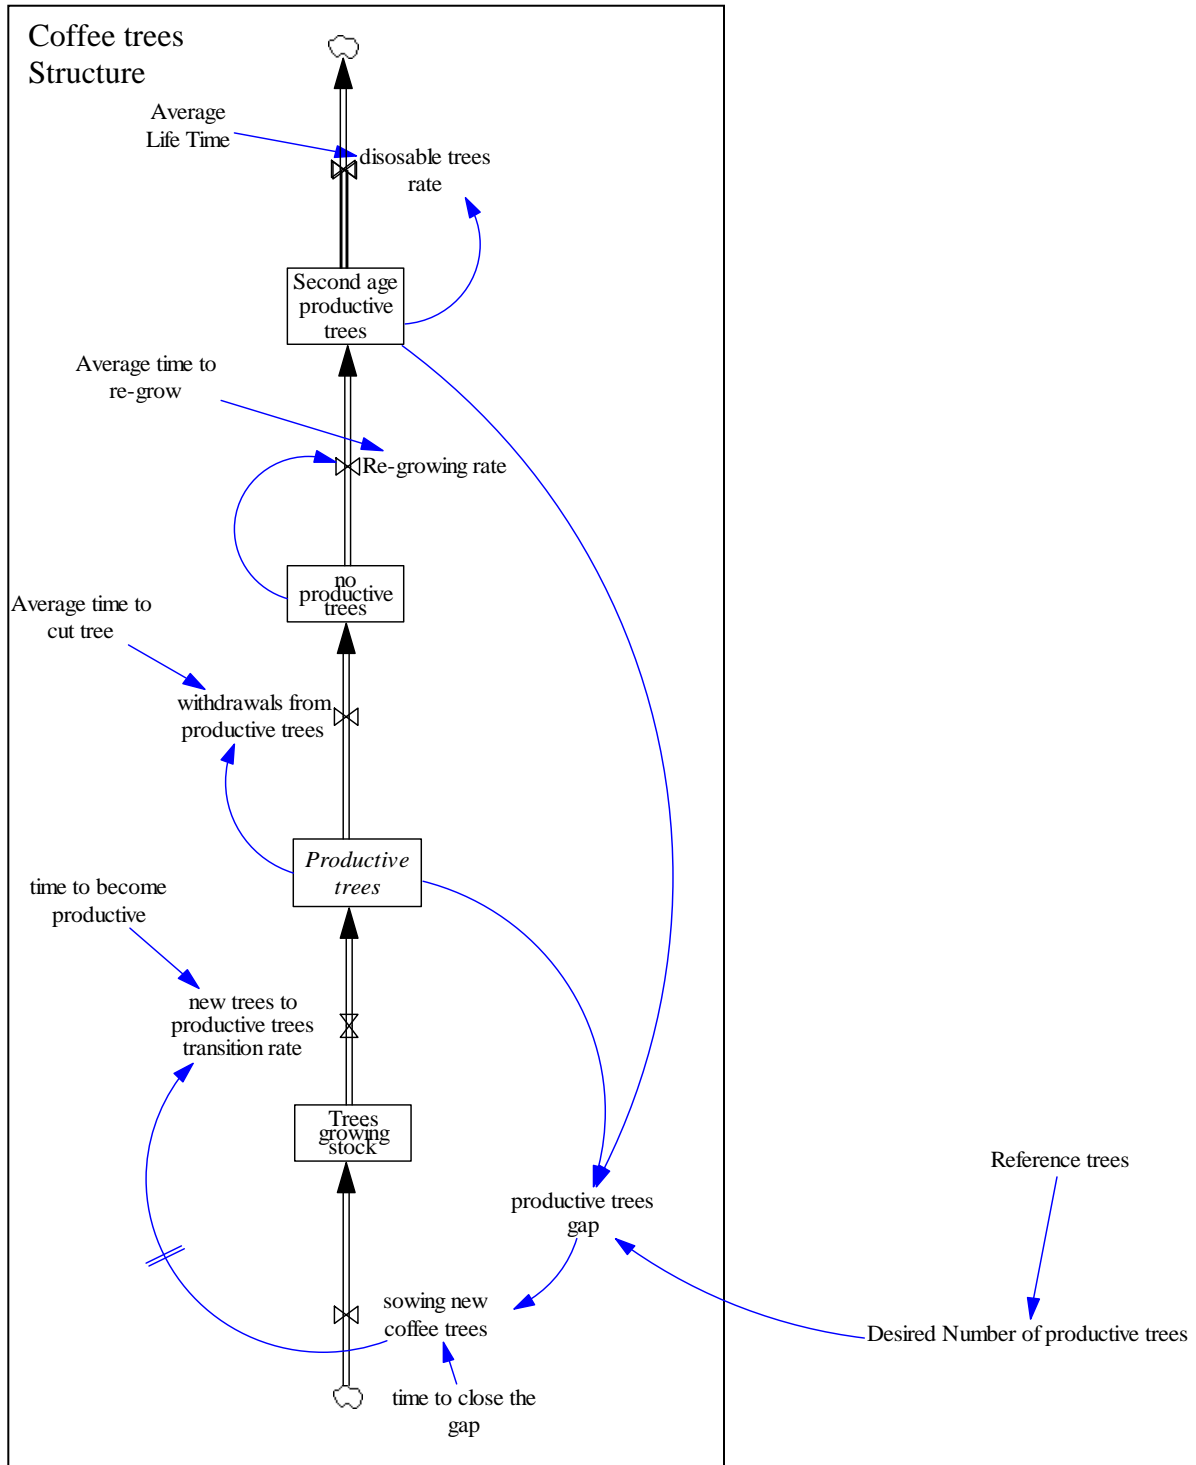 Coffee trees
Structure
Average
Life Time
disosable trees
rate
Second age
productive
trees
Average time to
re-grow
Re-growing rate
no
productive
trees
Average time to
cut tree
withdrawals from
productive trees
Productive
trees
time to become
productive
new trees to
productive trees
transition rate
Trees
growing
stock
Reference trees
productive trees
gap
sowing new
coffee trees
Desired Number of productive trees
time to close the
gap